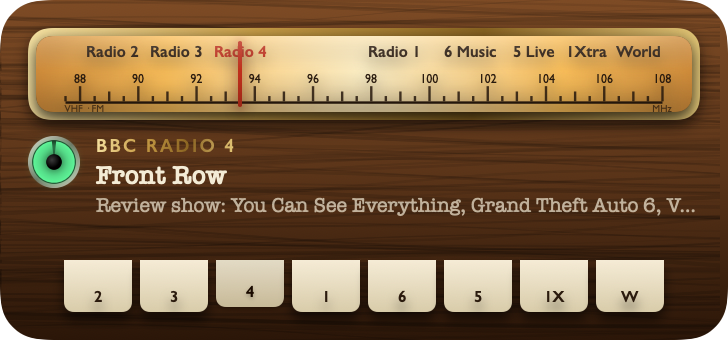 Radio 2 Radio 3 Radio 4 Radio 1 6 Music 5 Live 1Xtra World
88 90 92 94 96 98 100 102 104 106 108
VHF · FM MHz
BBC RADIO 4
Front Row
Review show: You Can See Everything, Grand Theft Auto 6, V...
2 3 4 1 6 5 1X W